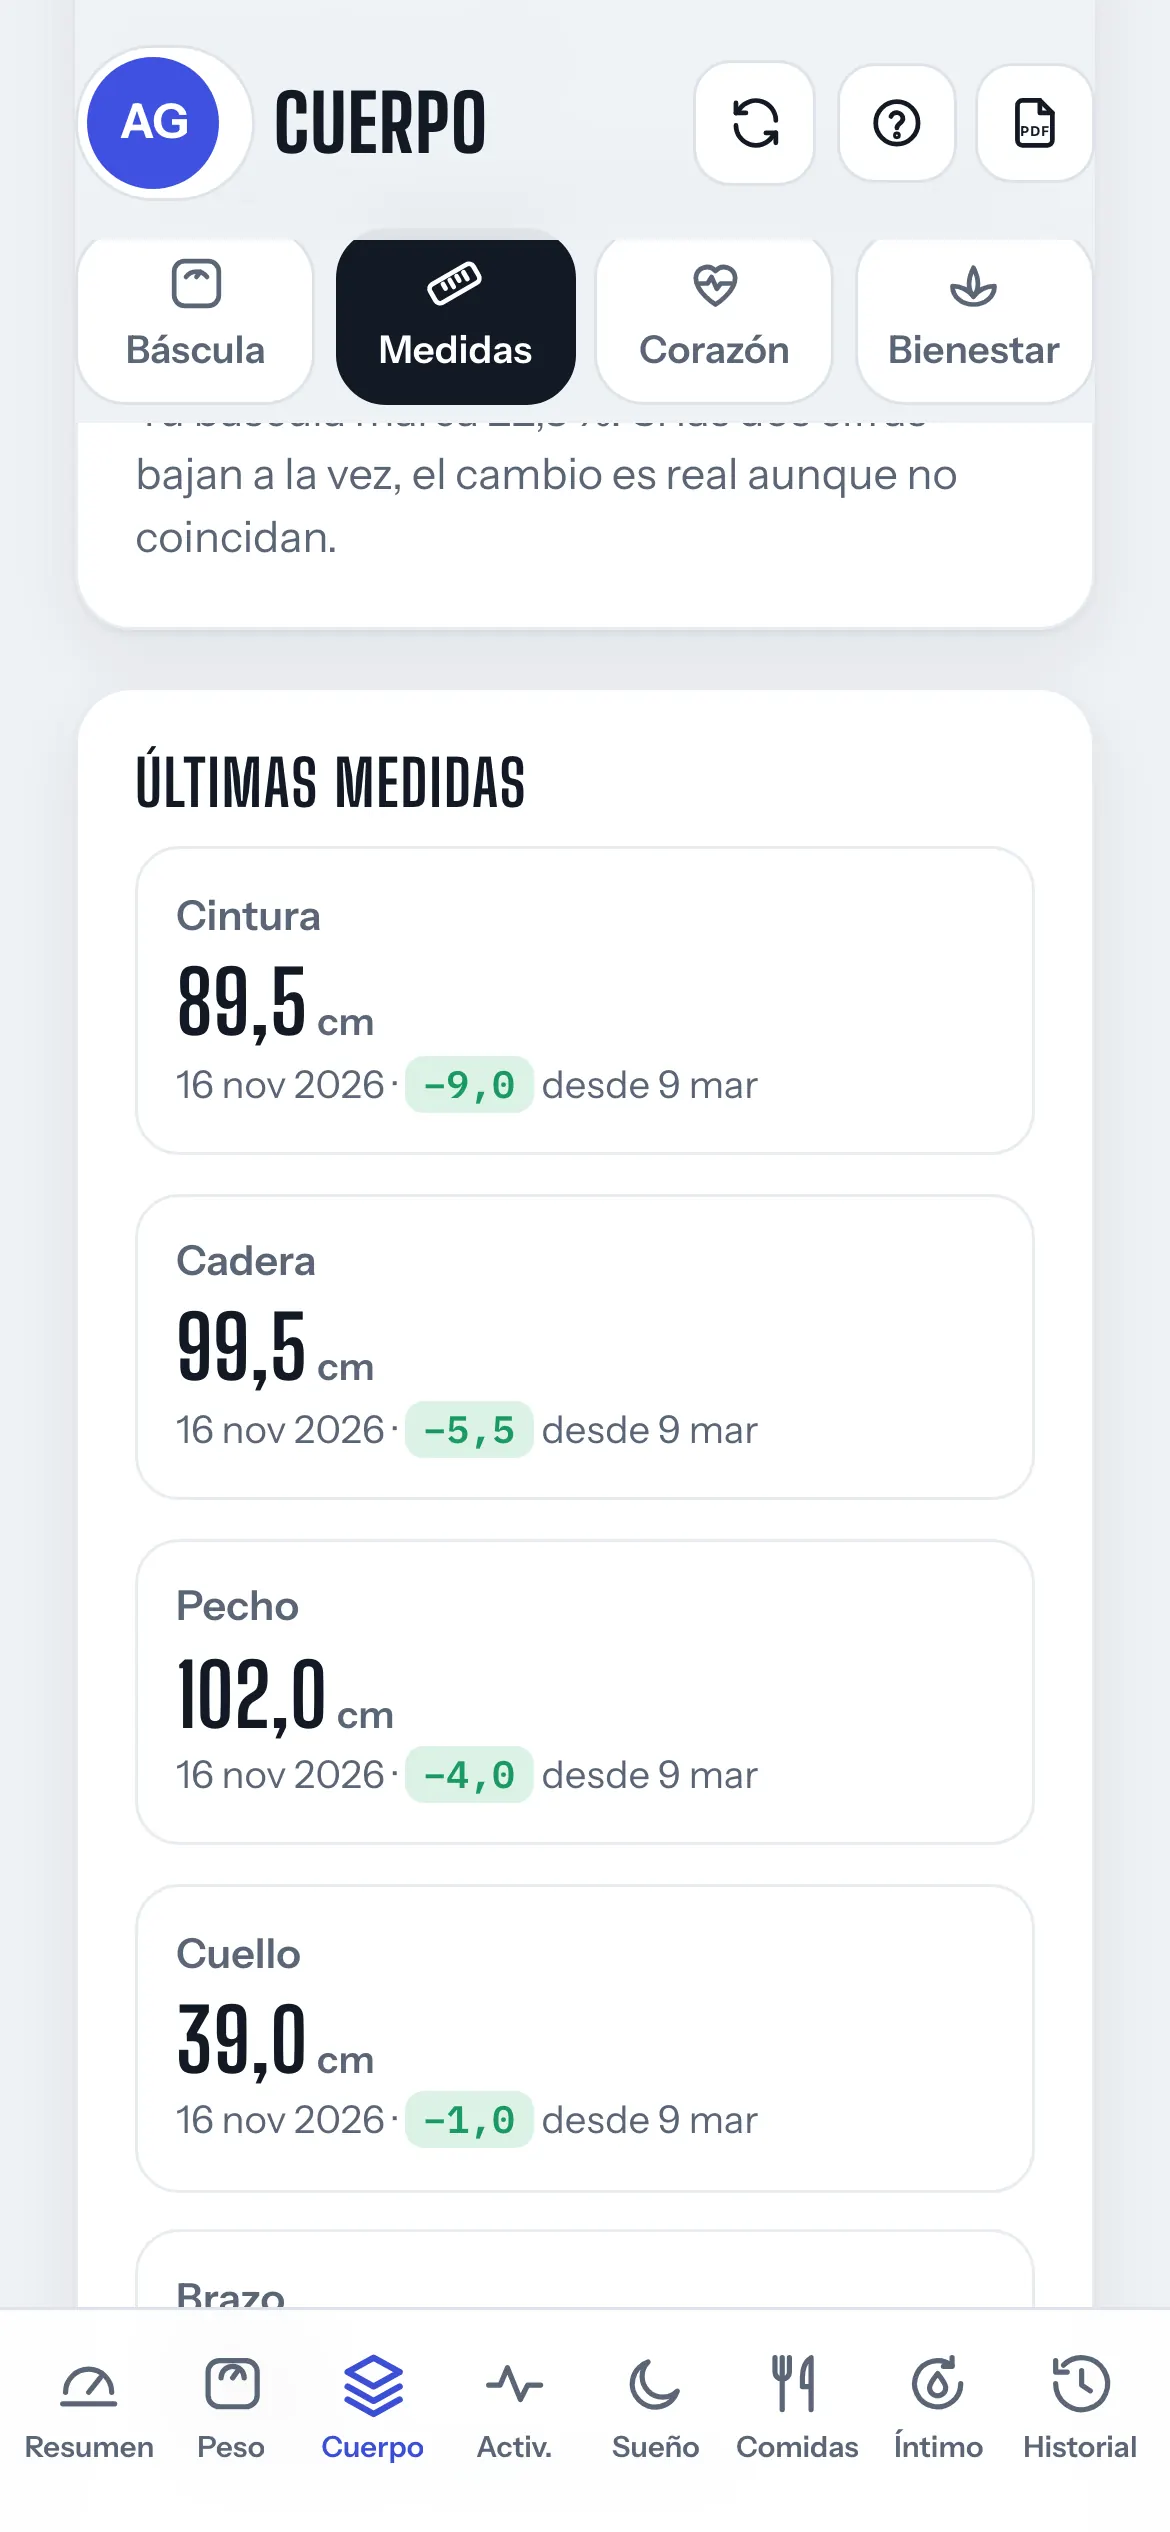 AG
CUERPO
PDF
Báscula
Medidas
Corazón
Bienestar
bajan a la vez, el cambio es real aunque no
coincidan.
ÚLTIMAS MEDIDAS
Cintura
89,5 cm
16 nov 2026 · −9,0 desde 9 mar
Cadera
99,5 cm
16 nov 2026 · −5,5 desde 9 mar
Pecho
102,0 cm
16 nov 2026 · −4,0 desde 9 mar
Cuello
39,0 cm
16 nov 2026 · −1,0 desde 9 mar
Brazo
Resumen
Peso
Cuerpo
Activ.
Sueño
Comidas
Íntimo
Historial